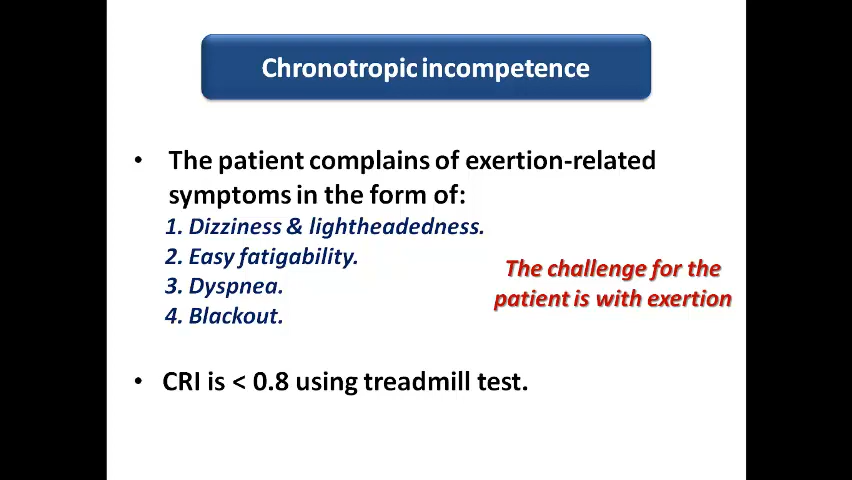 Chronotropic incompetence
• The patient complains of exertion-related
symptoms in the form of:
1. Dizziness & lightheadedness.
2. Easy fatigability.
3. Dyspnea.
4. Blackout.
The challenge for the
patient is with exertion
• CRI is < 0.8 using treadmill test.